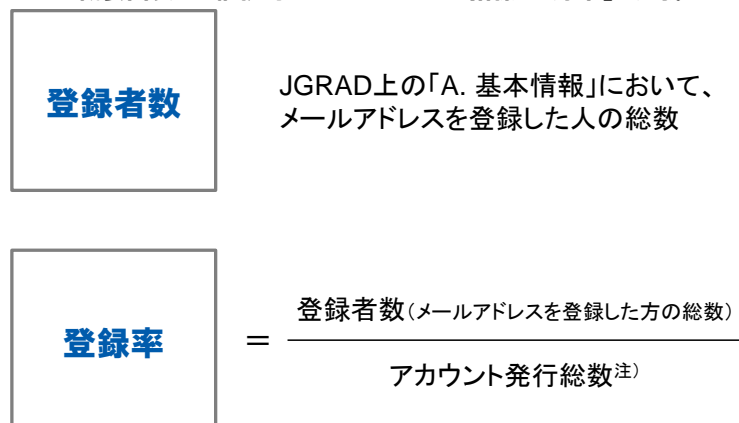 登録者数
JGRAD上の「A. 基本情報」において、
メールアドレスを登録した人の総数
登録率
=
登録者数(メールアドレスを登録した方の総数)
アカウント発行総数注)